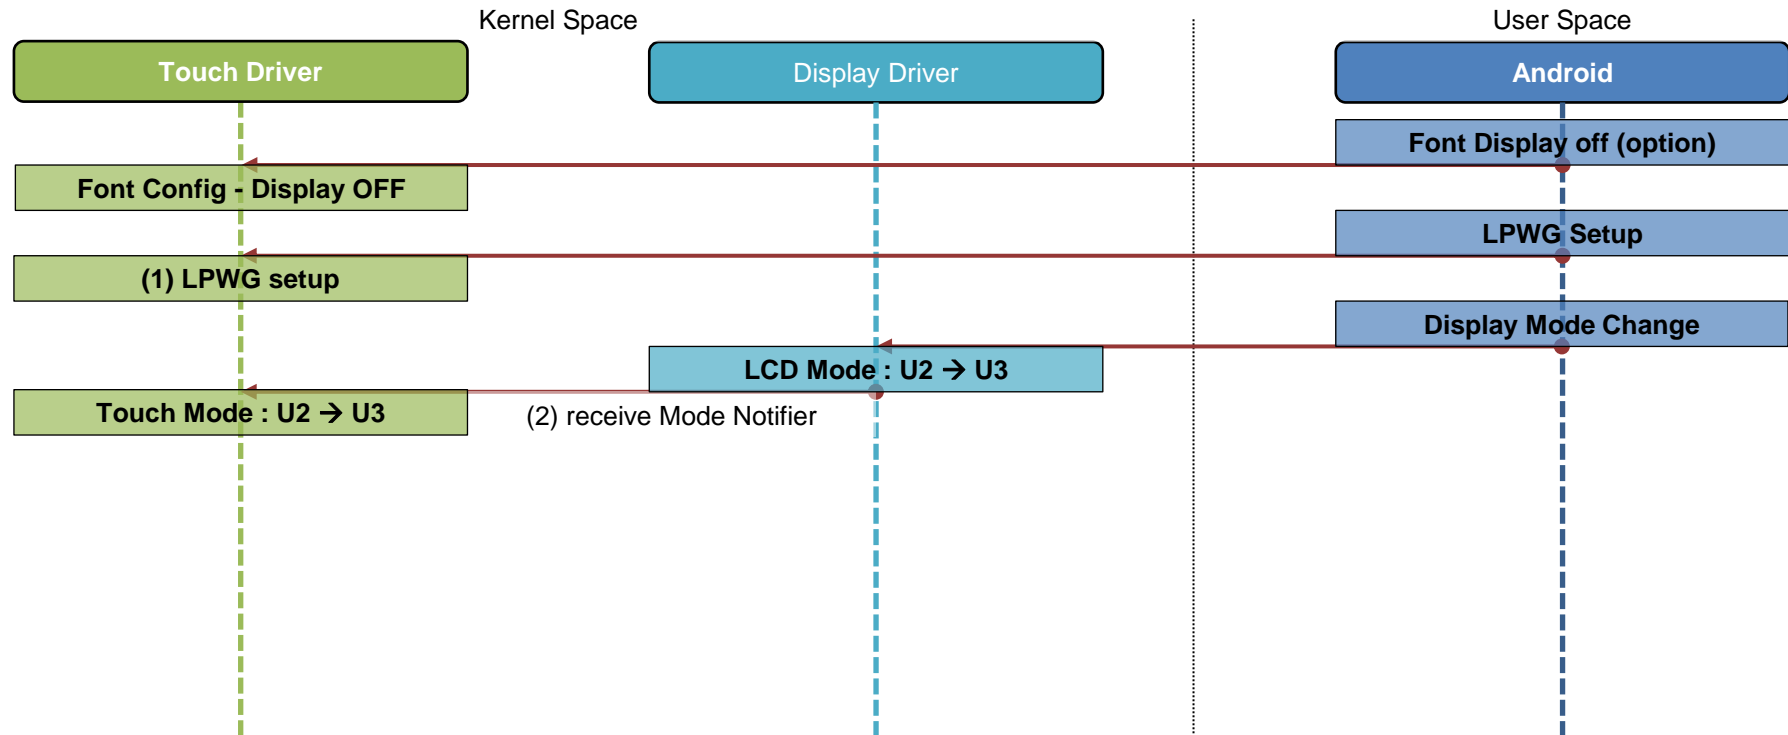 Kernel Space
User Space
Touch Driver
Display Driver
Android
Font Display off (option)
Font Config - Display OFF
LPWG Setup
(1) LPWG setup
Display Mode Change
LCD Mode : U2 → U3
Touch Mode : U2 → U3
(2) receive Mode Notifier